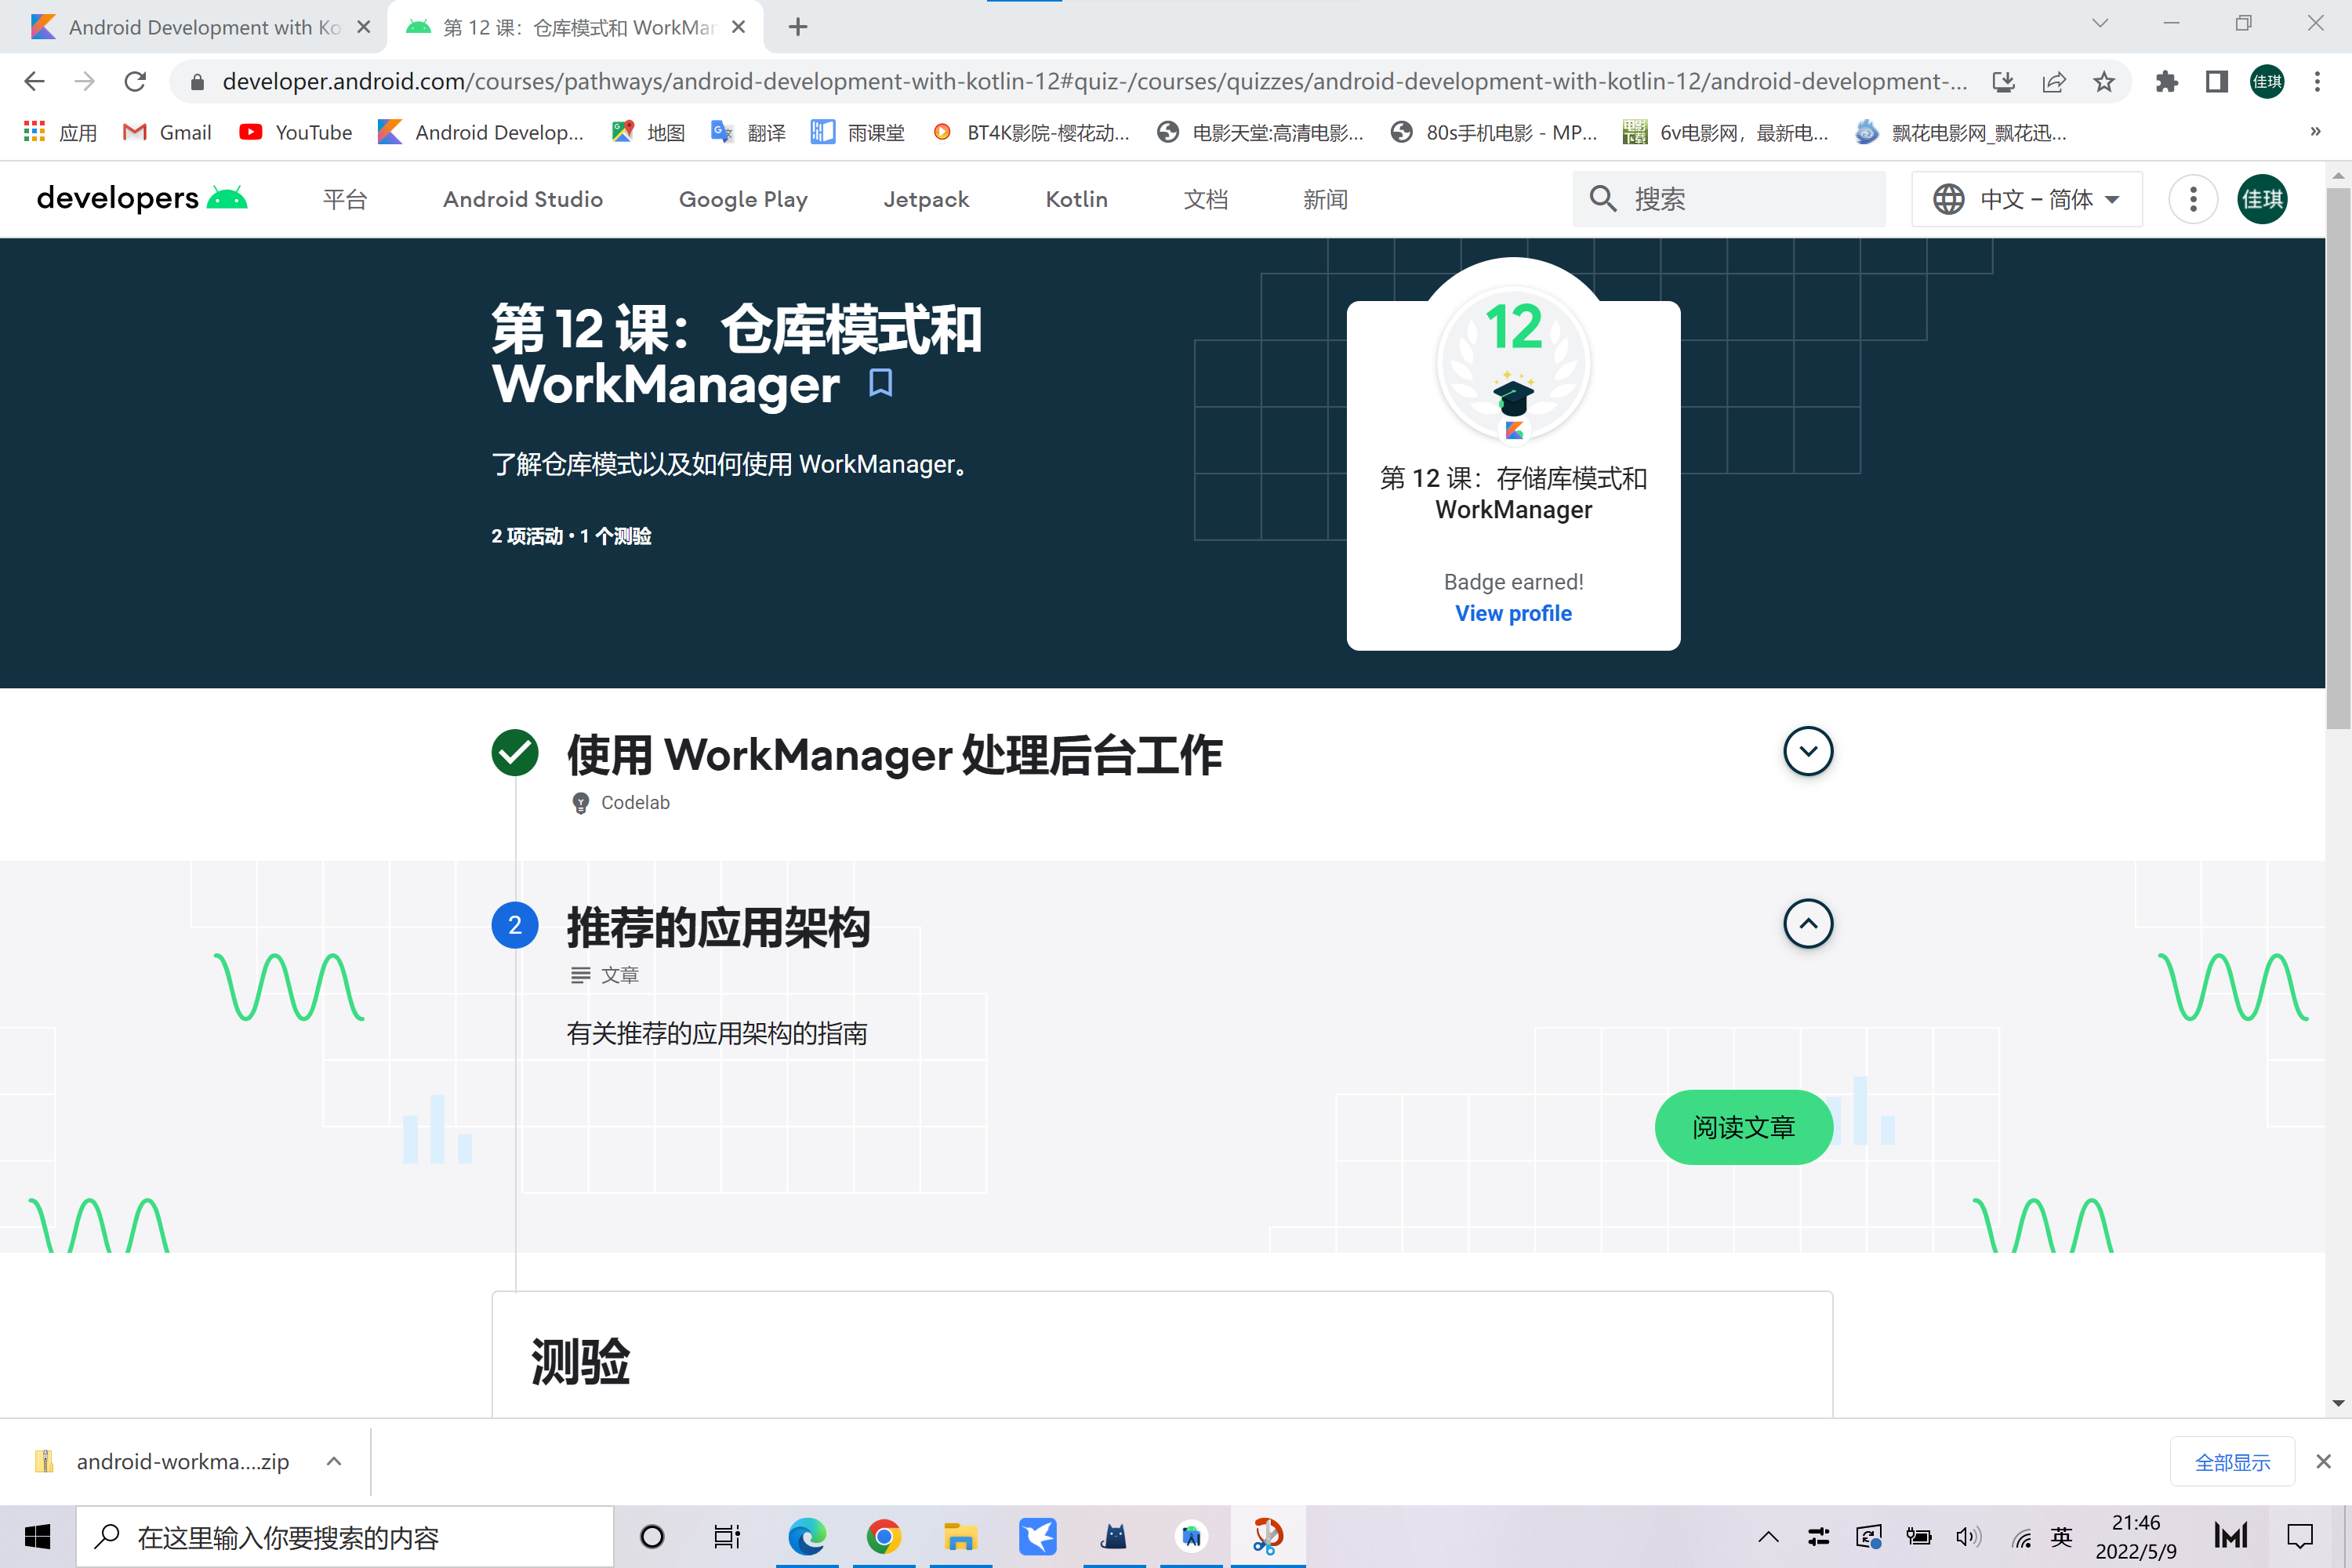 Android Development with Ko
第 12 课：仓库模式和 WorkMan
developer.android.com/courses/pathways/android-development-with-kotlin-12#quiz-/courses/quizzes/android-development-with-kotlin-12/android-development-...
佳琪
应用
Gmail
YouTube
Android Develop...
地图
翻译
雨课堂
BT4K影院-樱花动...
电影天堂:高清电影...
80s手机电影 - MP...
6v电影网，最新电...
飘花电影网_飘花迅...
»
developers
平台
Android Studio
Google Play
Jetpack
Kotlin
文档
新闻
搜索
中文 – 简体
佳琪
第 12 课：仓库模式和
WorkManager
了解仓库模式以及如何使用 WorkManager。
2 项活动 • 1 个测验
12
第 12 课：存储库模式和
WorkManager
Badge earned!
View profile
使用 WorkManager 处理后台工作
Codelab
2
推荐的应用架构
文章
有关推荐的应用架构的指南
阅读文章
测验
android-workma....zip
全部显示
在这里输入你要搜索的内容
英
21:46
2022/5/9